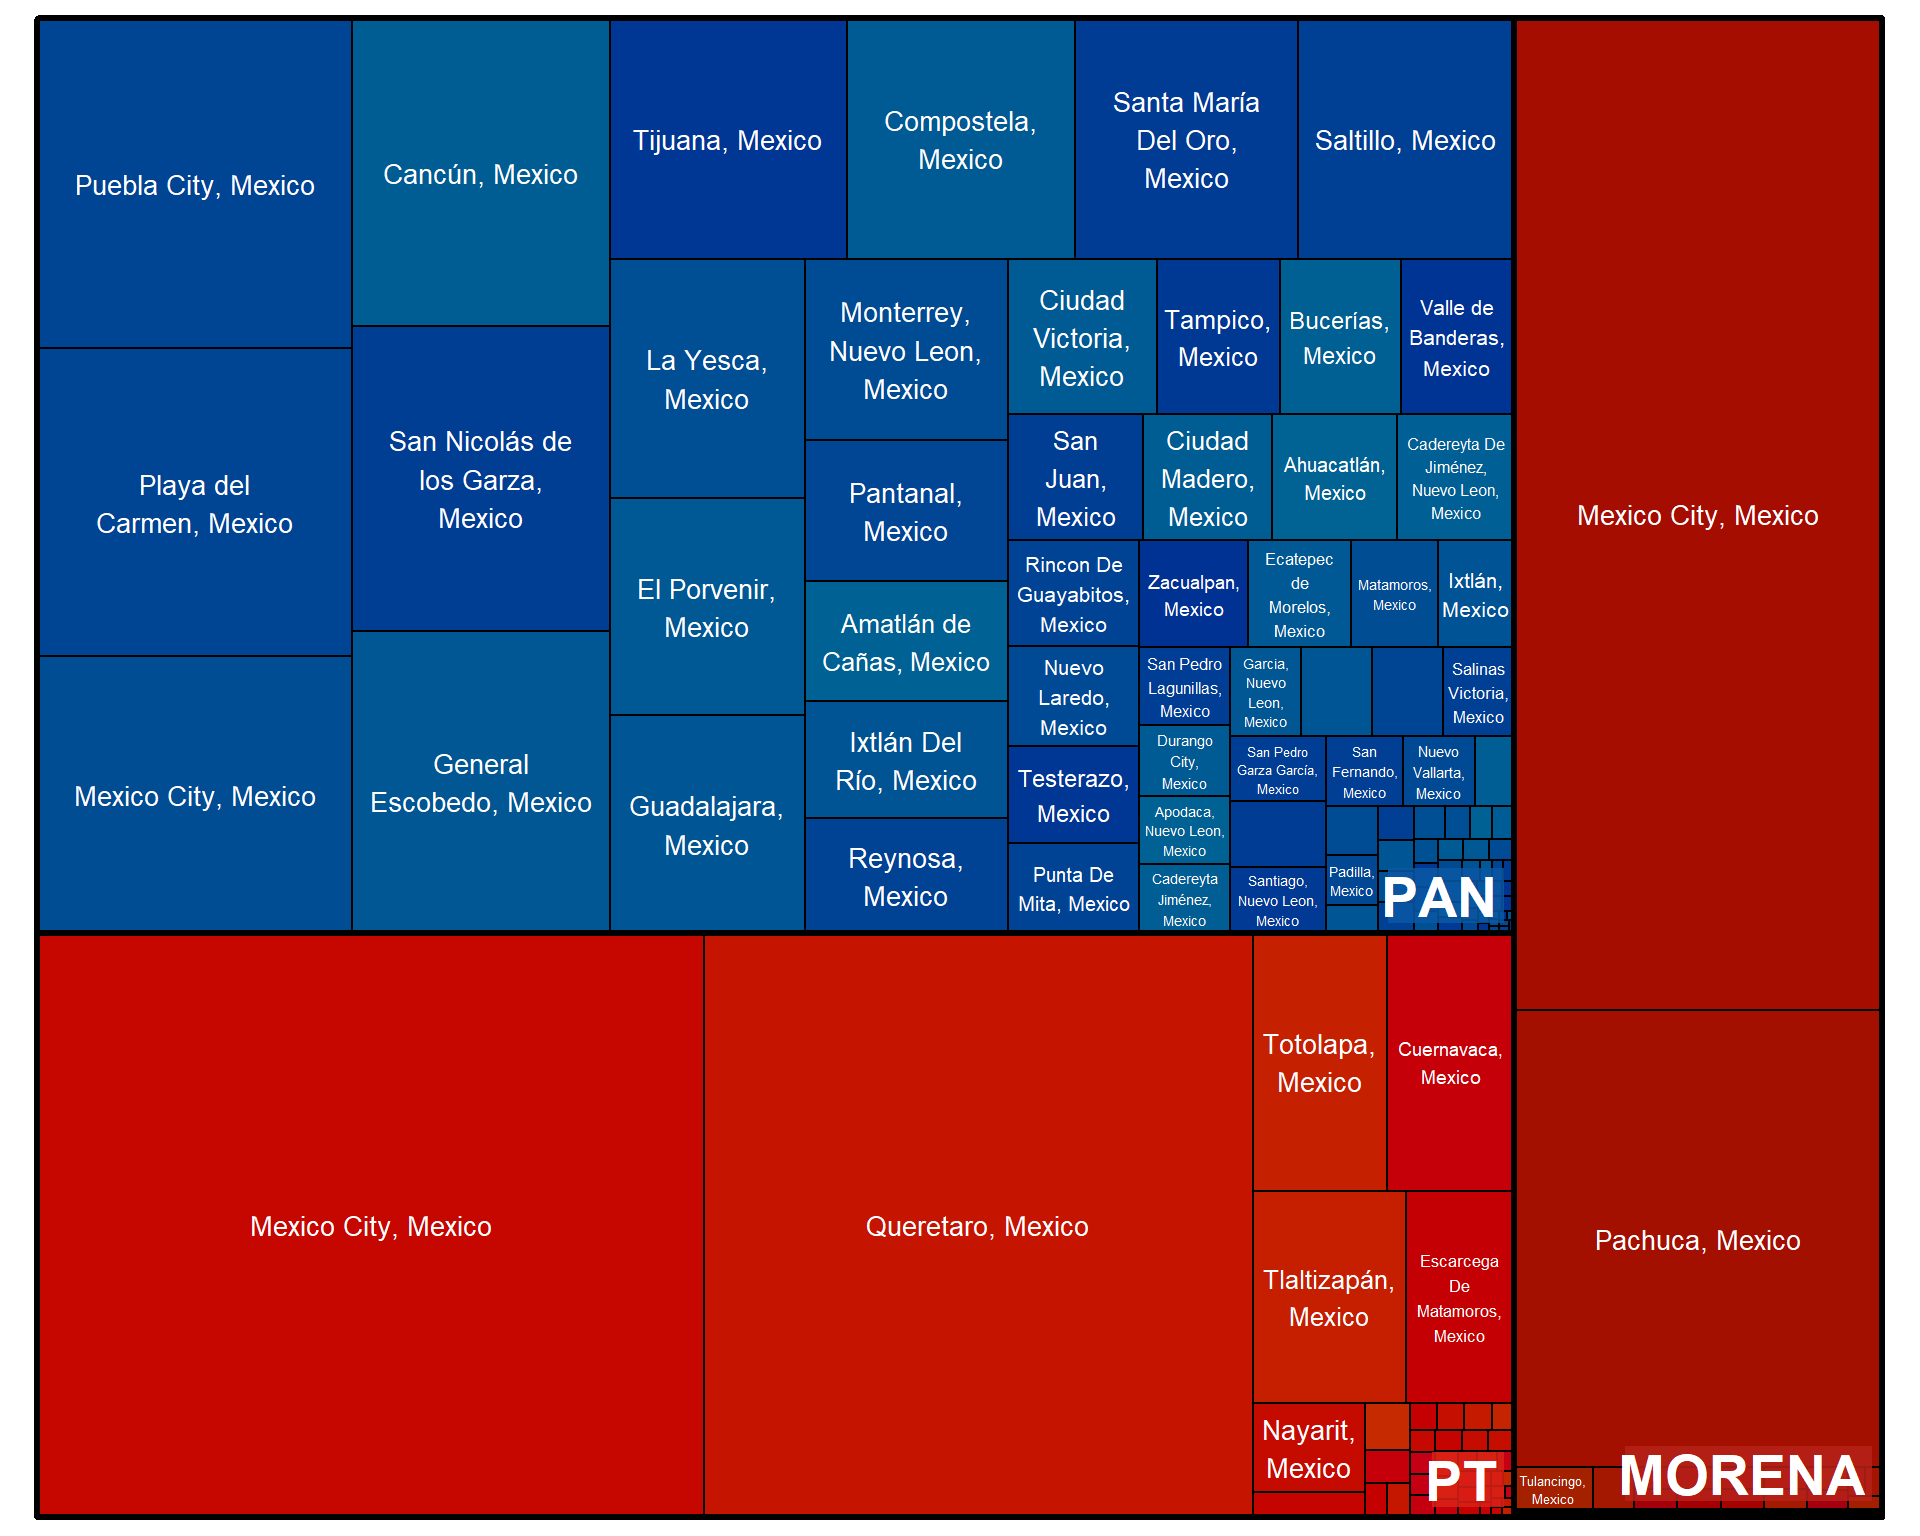 Puebla City, Mexico
Playa del
Carmen, Mexico
Mexico City, Mexico
Cancún, Mexico
San Nicolás de
los Garza,
Mexico
General
Escobedo, Mexico
Tijuana, Mexico
Compostela,
Mexico
Santa María
Del Oro,
Mexico
Saltillo, Mexico
La Yesca,
Mexico
El Porvenir,
Mexico
Guadalajara,
Mexico
Monterrey,
Nuevo Leon,
Mexico
Pantanal,
Mexico
Amatlán de
Cañas, Mexico
Ixtlán Del
Río, Mexico
Reynosa,
Mexico
Ciudad
Victoria,
Mexico
Tampico,
Mexico
Bucerías,
Mexico
Valle de
Banderas,
Mexico
San
Juan,
Mexico
Ciudad
Madero,
Mexico
Ahuacatlán,
Mexico
Cadereyta De
Jiménez,
Nuevo Leon,
Mexico
Rincon De
Guayabitos,
Mexico
Nuevo
Laredo,
Mexico
Testerazo,
Mexico
Punta De
Mita, Mexico
Zacualpan,
Mexico
Ecatepec
de
Morelos,
Mexico
Matamoros,
Mexico
Ixtlán,
Mexico
San Pedro
Lagunillas,
Mexico
Durango
City,
Mexico
Apodaca,
Nuevo Leon,
Mexico
Cadereyta
Jiménez,
Mexico
Garcia,
Nuevo
Leon,
Mexico
Salinas
Victoria,
Mexico
San Pedro
Garza García,
Mexico
San
Fernando,
Mexico
Nuevo
Vallarta,
Mexico
Santiago,
Nuevo Leon,
Mexico
Padilla,
Mexico
PAN
Mexico City, Mexico
Queretaro, Mexico
Totolapa,
Mexico
Cuernavaca,
Mexico
Tlaltizapán,
Mexico
Escarcega
De
Matamoros,
Mexico
Nayarit,
Mexico
PT
Mexico City, Mexico
Pachuca, Mexico
Tulancingo,
Mexico
MORENA